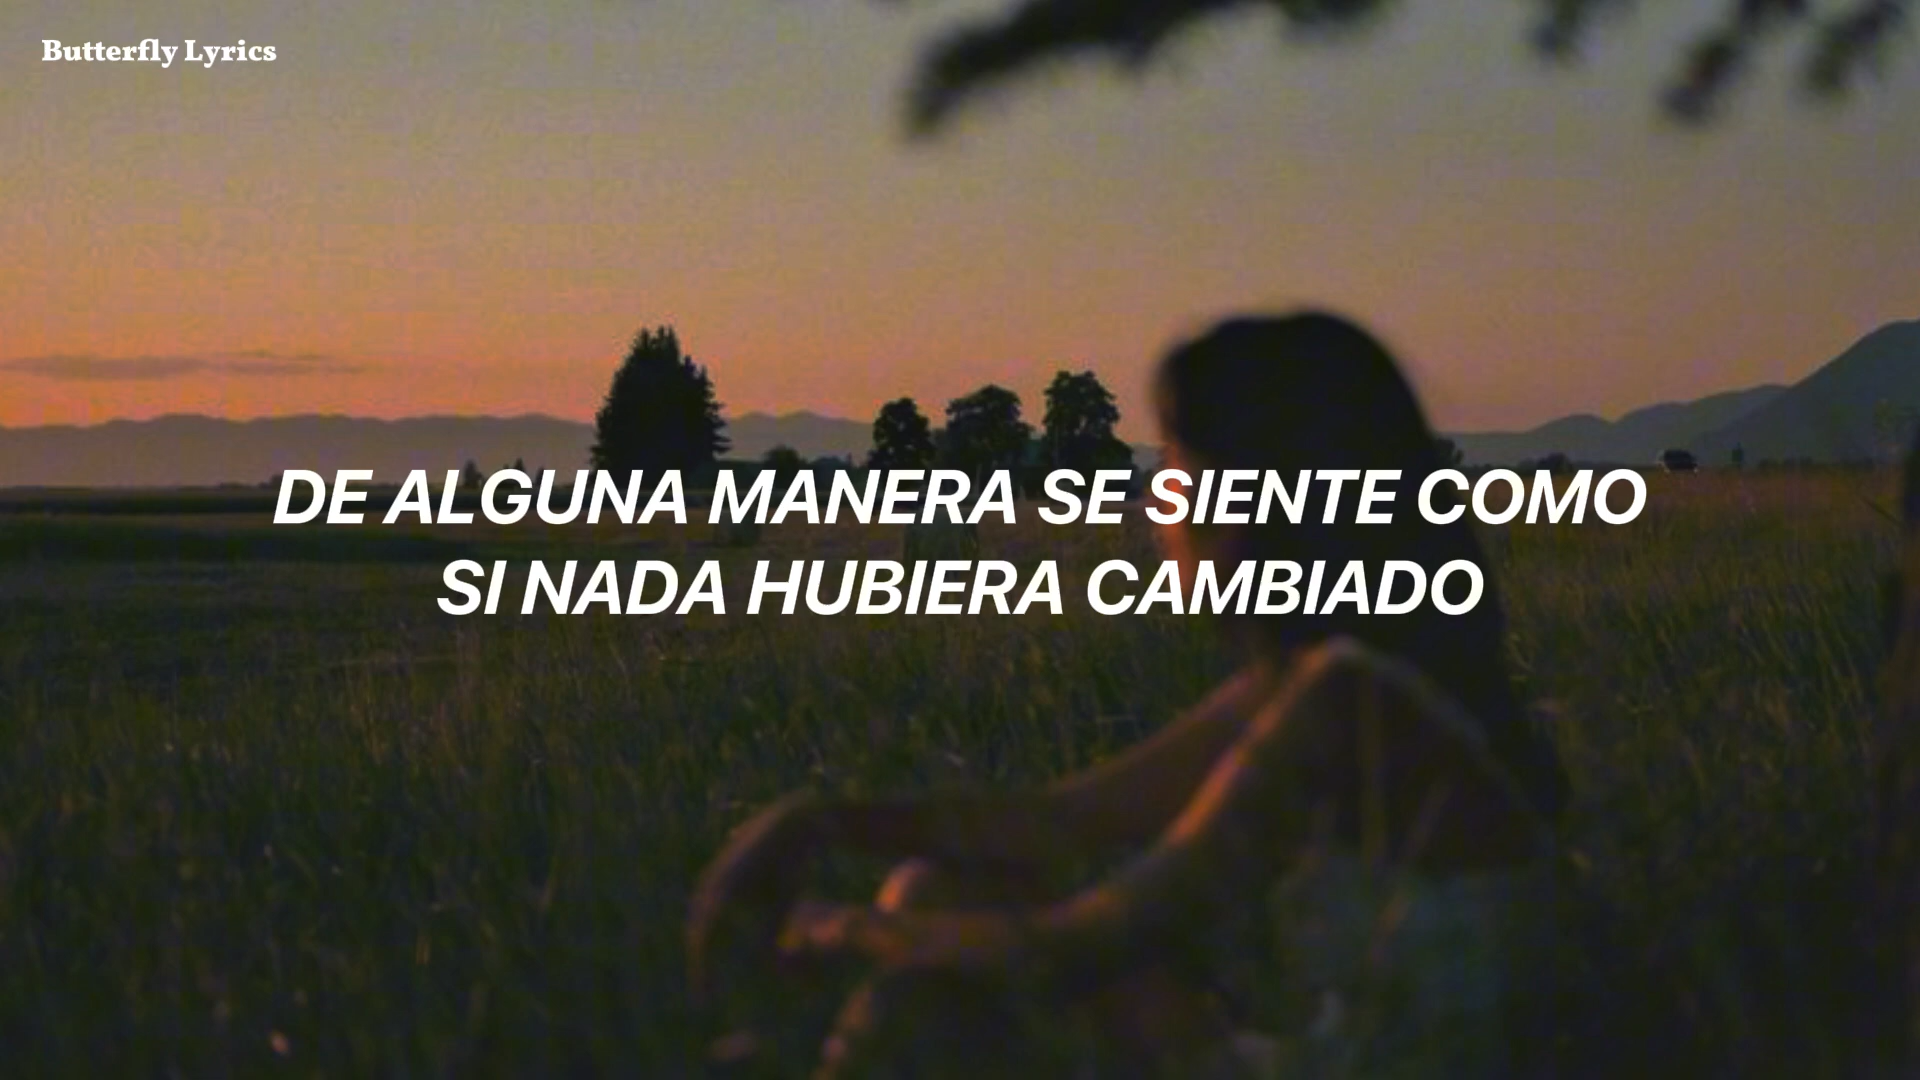 Butterfly Lyrics
DE ALGUNA MANERA SE SIENTE COMO
SI NADA HUBIERA CAMBIADO